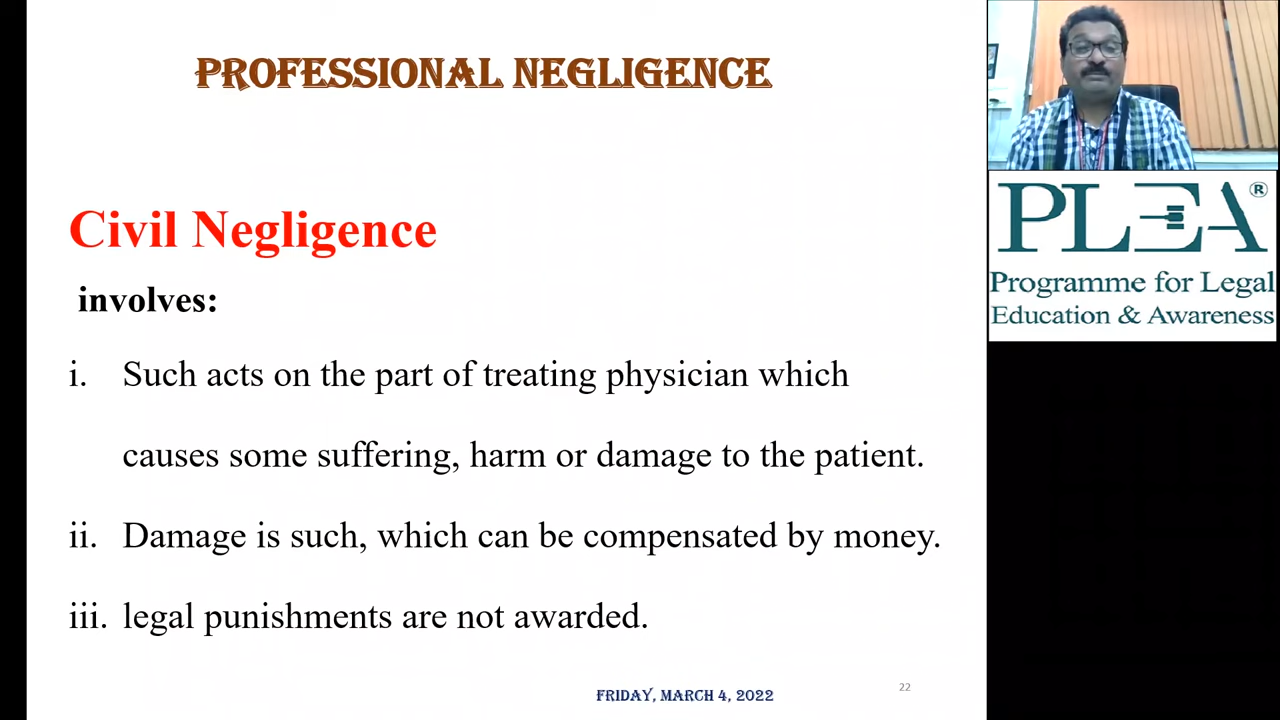 PROFESSIONAL NEGLIGENCE
Civil Negligence
involves:
i. Such acts on the part of treating physician which
causes some suffering, harm or damage to the patient.
ii. Damage is such, which can be compensated by money.
iii. legal punishments are not awarded.
FRIDAY, MARCH 4, 2022
22
PLEA®
Programme for Legal
Education & Awareness